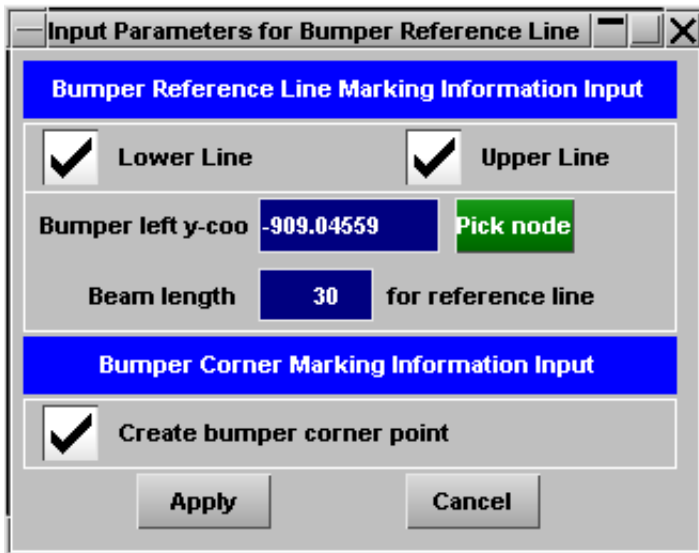 Input Parameters for Bumper Reference Line
Bumper Reference Line Marking Information Input
Lower Line Upper Line
Bumper left y-coo -909.04559 Pick node
Beam length 30 for reference line
Bumper Corner Marking Information Input
Create bumper corner point
Apply Cancel